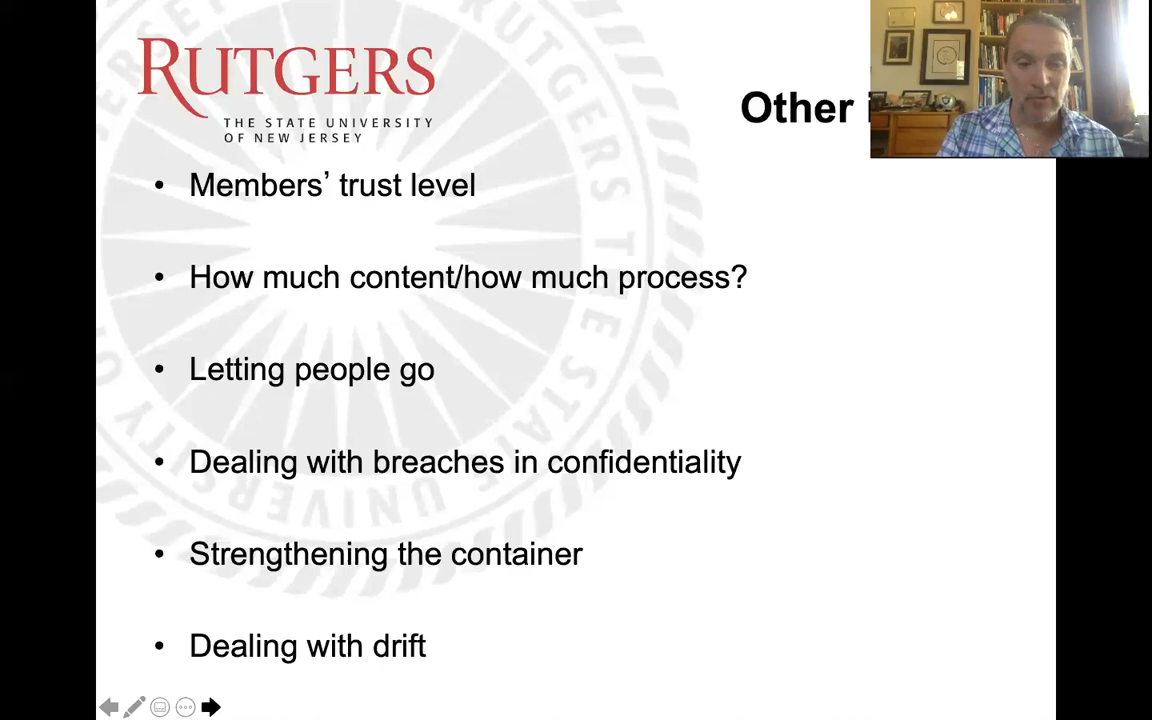 RUTGERS
THE STATE UNIVERSITY
OF NEW JERSEY
Other
• Members’ trust level
• How much content/how much process?
• Letting people go
• Dealing with breaches in confidentiality
• Strengthening the container
• Dealing with drift